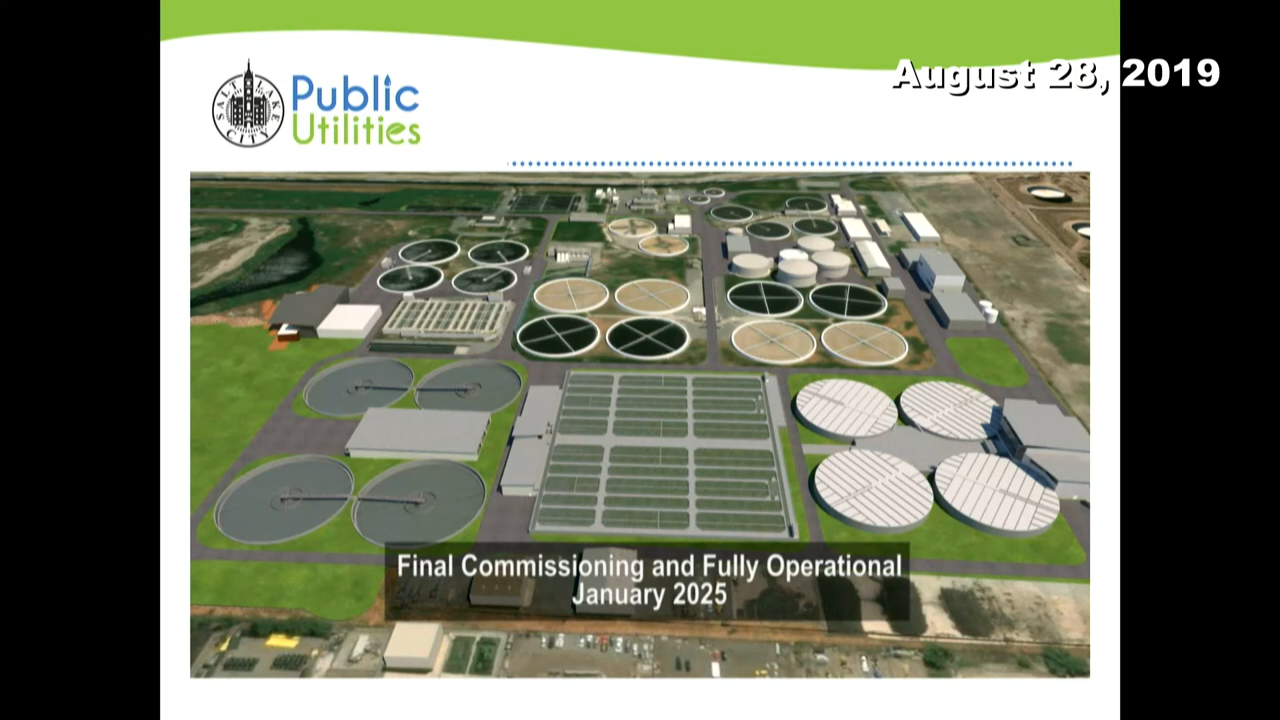 August 28, 2019
SALT LAKE CITY
Public
Utilities
Final Commissioning and Fully Operational
January 2025